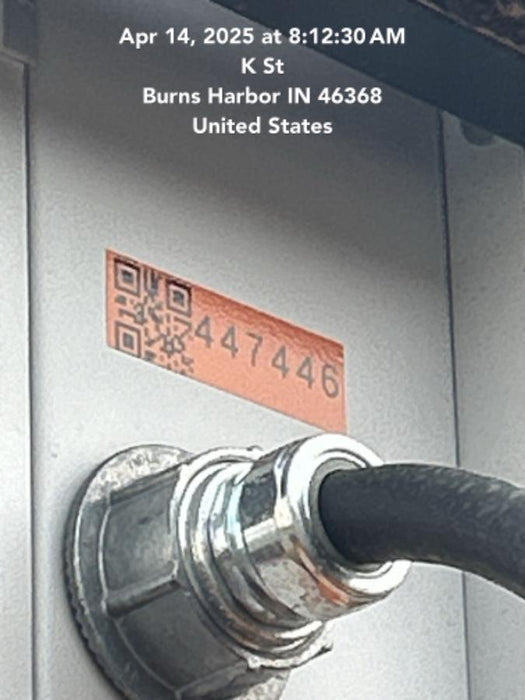 Apr 14, 2025 at 8:12:30 AM
K St
Burns Harbor IN 46368
United States
447446